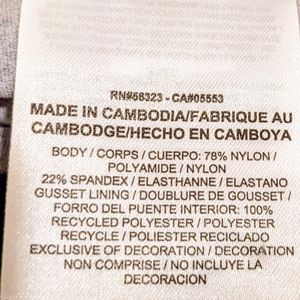 RN#56323 - CA#05553
MADE IN CAMBODIA/FABRIQUE AU
CAMBODGE/HECHO EN CAMBOYA
BODY / CORPS / CUERPO: 78% NYLON /
POLYAMIDE / NYLON
22% SPANDEX / ELASTHANNE / ELASTANO
GUSSET LINING / DOUBLURE DE GOUSSET /
FORRO DEL PUENTE INTERIOR: 100%
RECYCLED POLYESTER / POLYESTER
RECYCLE / POLIESTER RECICLADO
EXCLUSIVE OF DECORATION / DECORATION
NON COMPRISE / NO INCLUYE LA
DECORACION